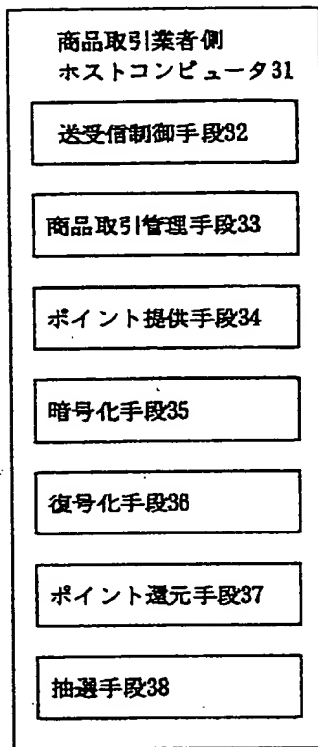 商品取引業者側
ホストコンピュータ31
送受信制御手段32
商品取引管理手段33
ポイント提供手段34
暗号化手段35
復号化手段36
ポイント還元手段37
抽選手段38